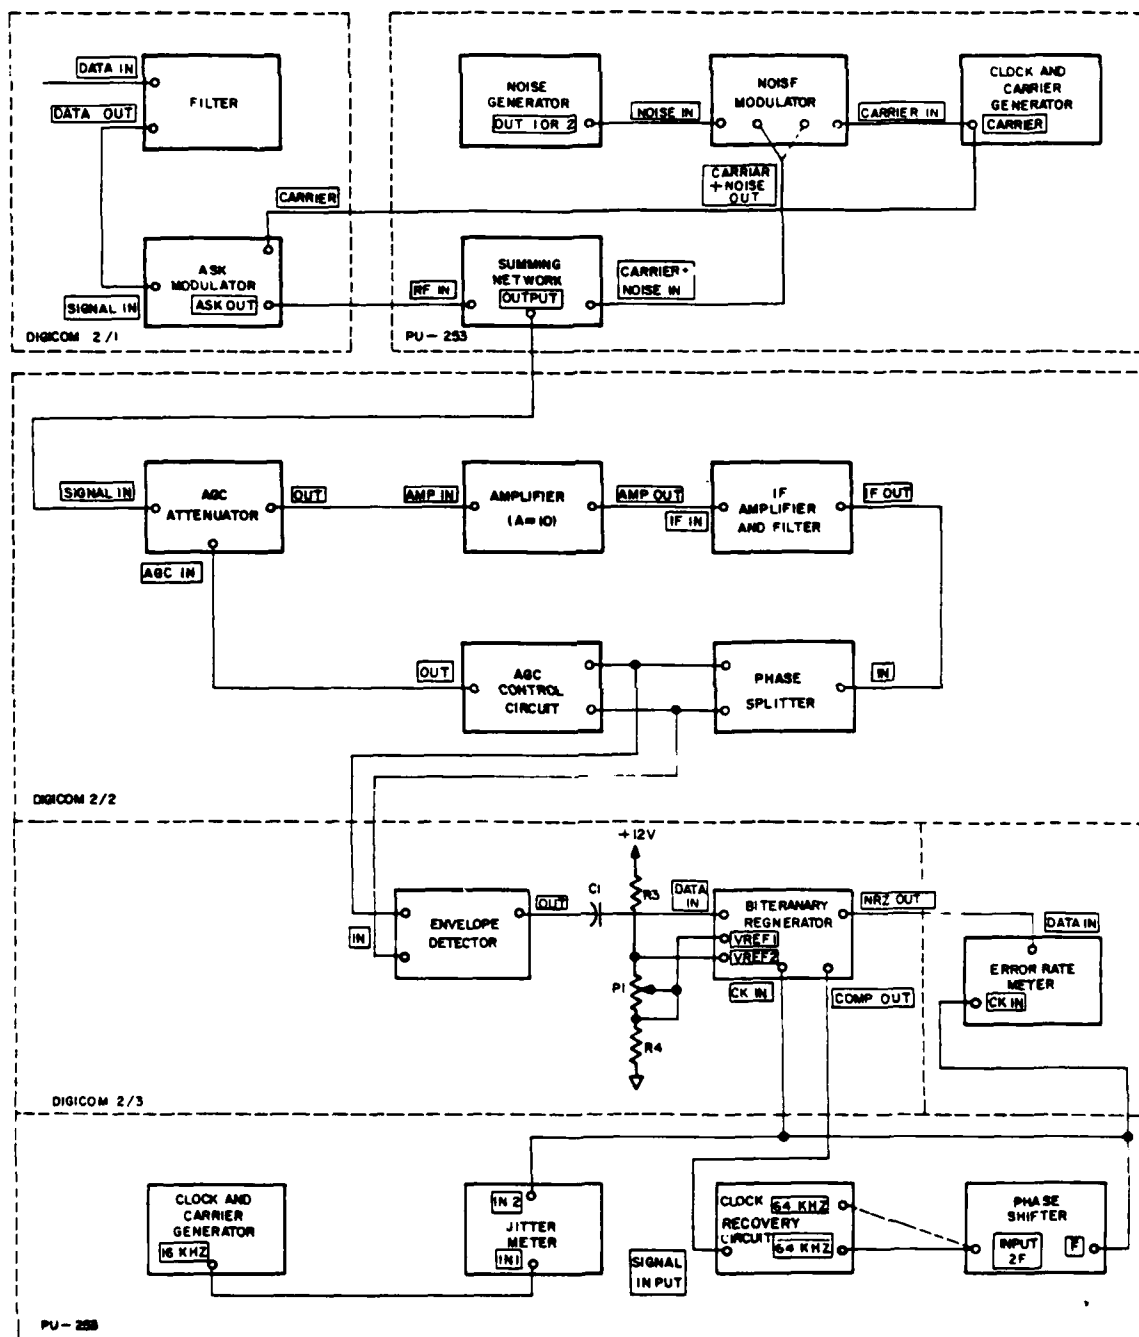 DATA IN
FILTER
DATA OUT
NOISE
GENERATOR
OUT 1 OR 2
NOISE IN
NOISF
MODULATOR
CARRIER IN
CLOCK AND
CARRIER
GENERATOR
CARRIER
CARRIAR
+ NOISE
OUT
CARRIER
ASK
MODULATOR
ASK OUT
SIGNAL IN
RF IN
SUMMING
NETWORK
OUTPUT
CARRIER +
NOISE IN
DIGICOM 2/1
PU-253
SIGNAL IN
AGC
ATTENUATOR
OUT
AGC IN
AMP IN
AMPLIFIER
(A=10)
AMP OUT
IF IN
IF
AMPLIFIER
AND FILTER
IF OUT
OUT
AGC
CONTROL
CIRCUIT
PHASE
SPLITTER
IN
DIGICOM 2/2
+12V
IN
ENVELOPE
DETECTOR
OUT
C1
R3
DATA
IN
BITERANARY
REGNERATOR
VREF1
VREF2
NRZ OUT
DATA IN
P1
CK IN
COMP OUT
ERROR RATE
METER
CK IN
R4
DIGICOM 2/3
CLOCK AND
CARRIER
GENERATOR
16 KHZ
IN 2
JITTER
METER
IN 1
SIGNAL
INPUT
CLOCK 64 KHZ
RECOVERY
CIRCUIT
64 KHZ
PHASE
SHIFTER
INPUT
2F
F